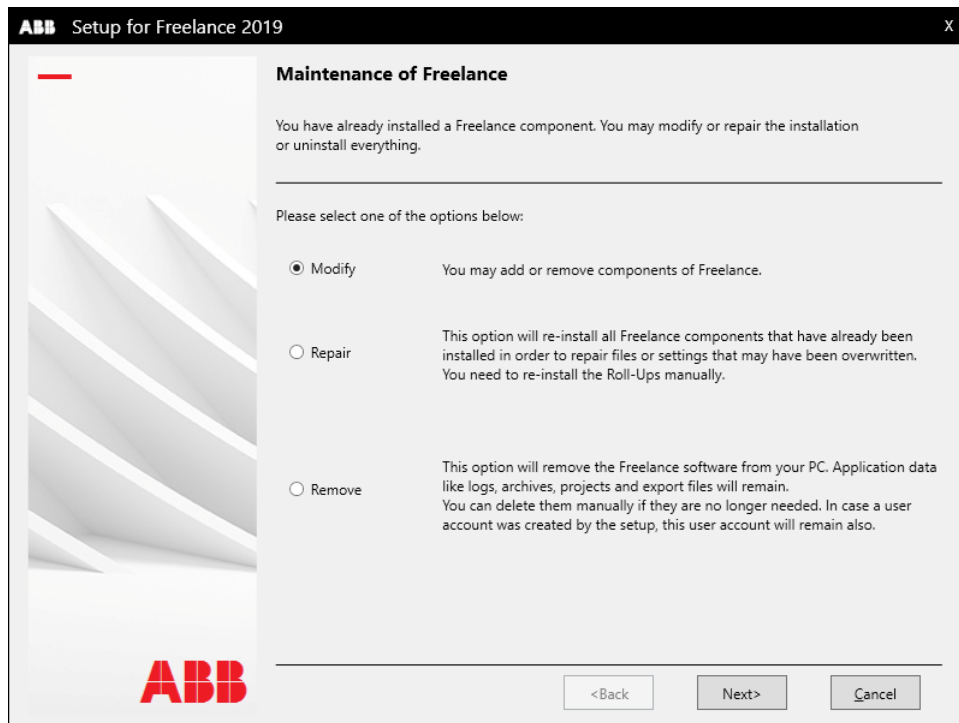 ABB Setup for Freelance 2019 X
Maintenance of Freelance
You have already installed a Freelance component. You may modify or repair the installation
or uninstall everything.
Please select one of the options below:
Modify You may add or remove components of Freelance.
Repair This option will re-install all Freelance components that have already been
installed in order to repair files or settings that may have been overwritten.
You need to re-install the Roll-Ups manually.
Remove This option will remove the Freelance software from your PC. Application data
like logs, archives, projects and export files will remain.
You can delete them manually if they are no longer needed. In case a user
account was created by the setup, this user account will remain also.
ABB
<Back Next> Cancel